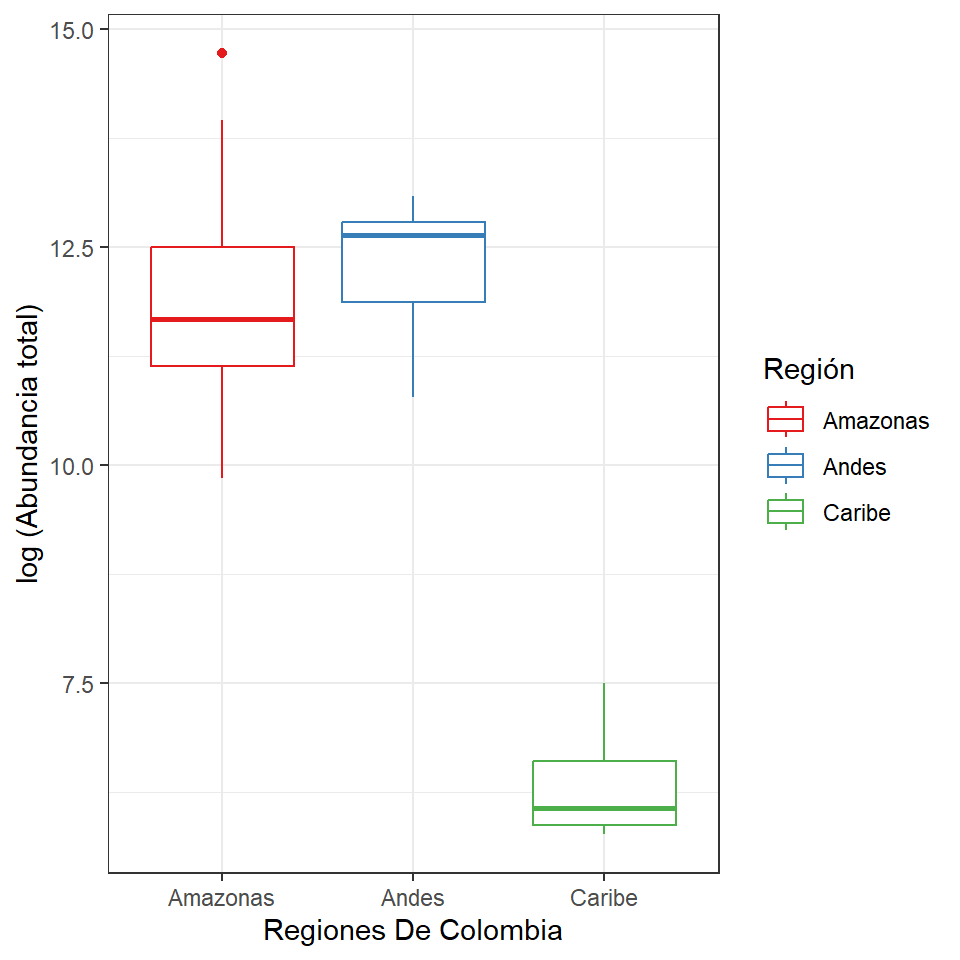 15.0
12.5
10.0
7.5
log (Abundancia total)
Amazonas
Andes
Caribe
Regiones De Colombia
Región
Amazonas
Andes
Caribe